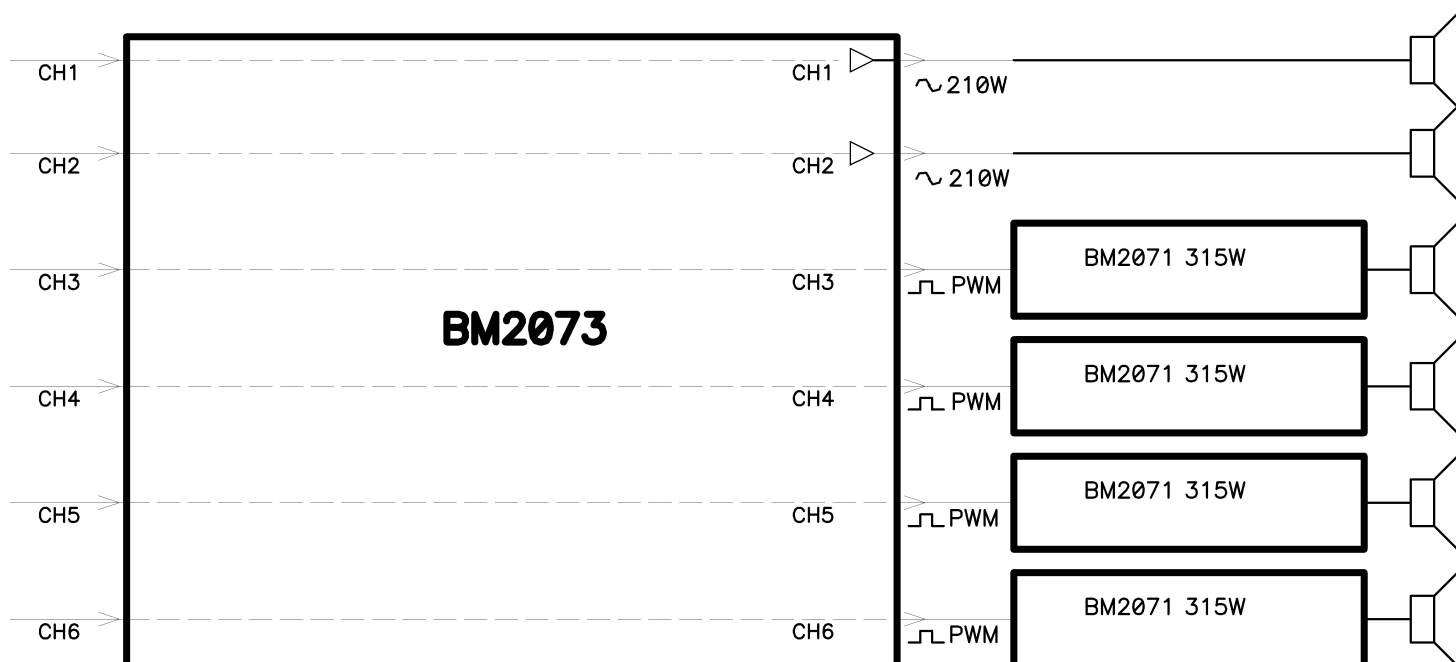 CH1 CH1 210W
CH2 CH2 210W
BM2071 315W
CH3 CH3 PWM
BM2073
BM2071 315W
CH4 CH4 PWM
BM2071 315W
CH5 CH5 PWM
BM2071 315W
CH6 CH6 PWM